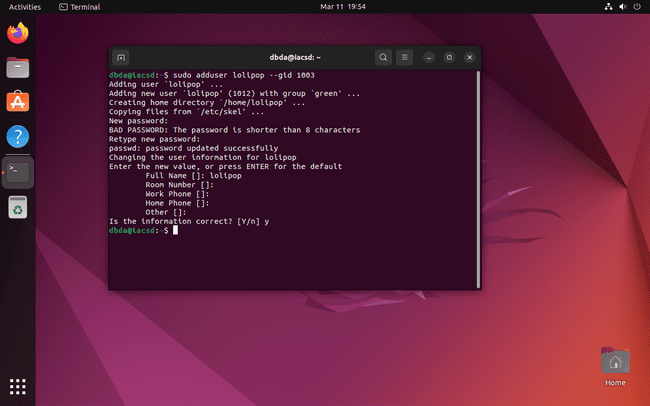 Activities
Terminal
Mar 11 19:54
dbda@iacsd: ~
dbda@iacsd:~$ sudo adduser lolipop --gid 1003
Adding user `lolipop' ...
Adding new user `lolipop' (1012) with group `green' ...
Creating home directory `/home/lolipop' ...
Copying files from `/etc/skel' ...
New password:
BAD PASSWORD: The password is shorter than 8 characters
Retype new password:
passwd: password updated successfully
Changing the user information for lolipop
Enter the new value, or press ENTER for the default
Full Name []: lolipop
Room Number []:
Work Phone []:
Home Phone []:
Other []:
Is the information correct? [Y/n] y
dbda@iacsd:~$
Home